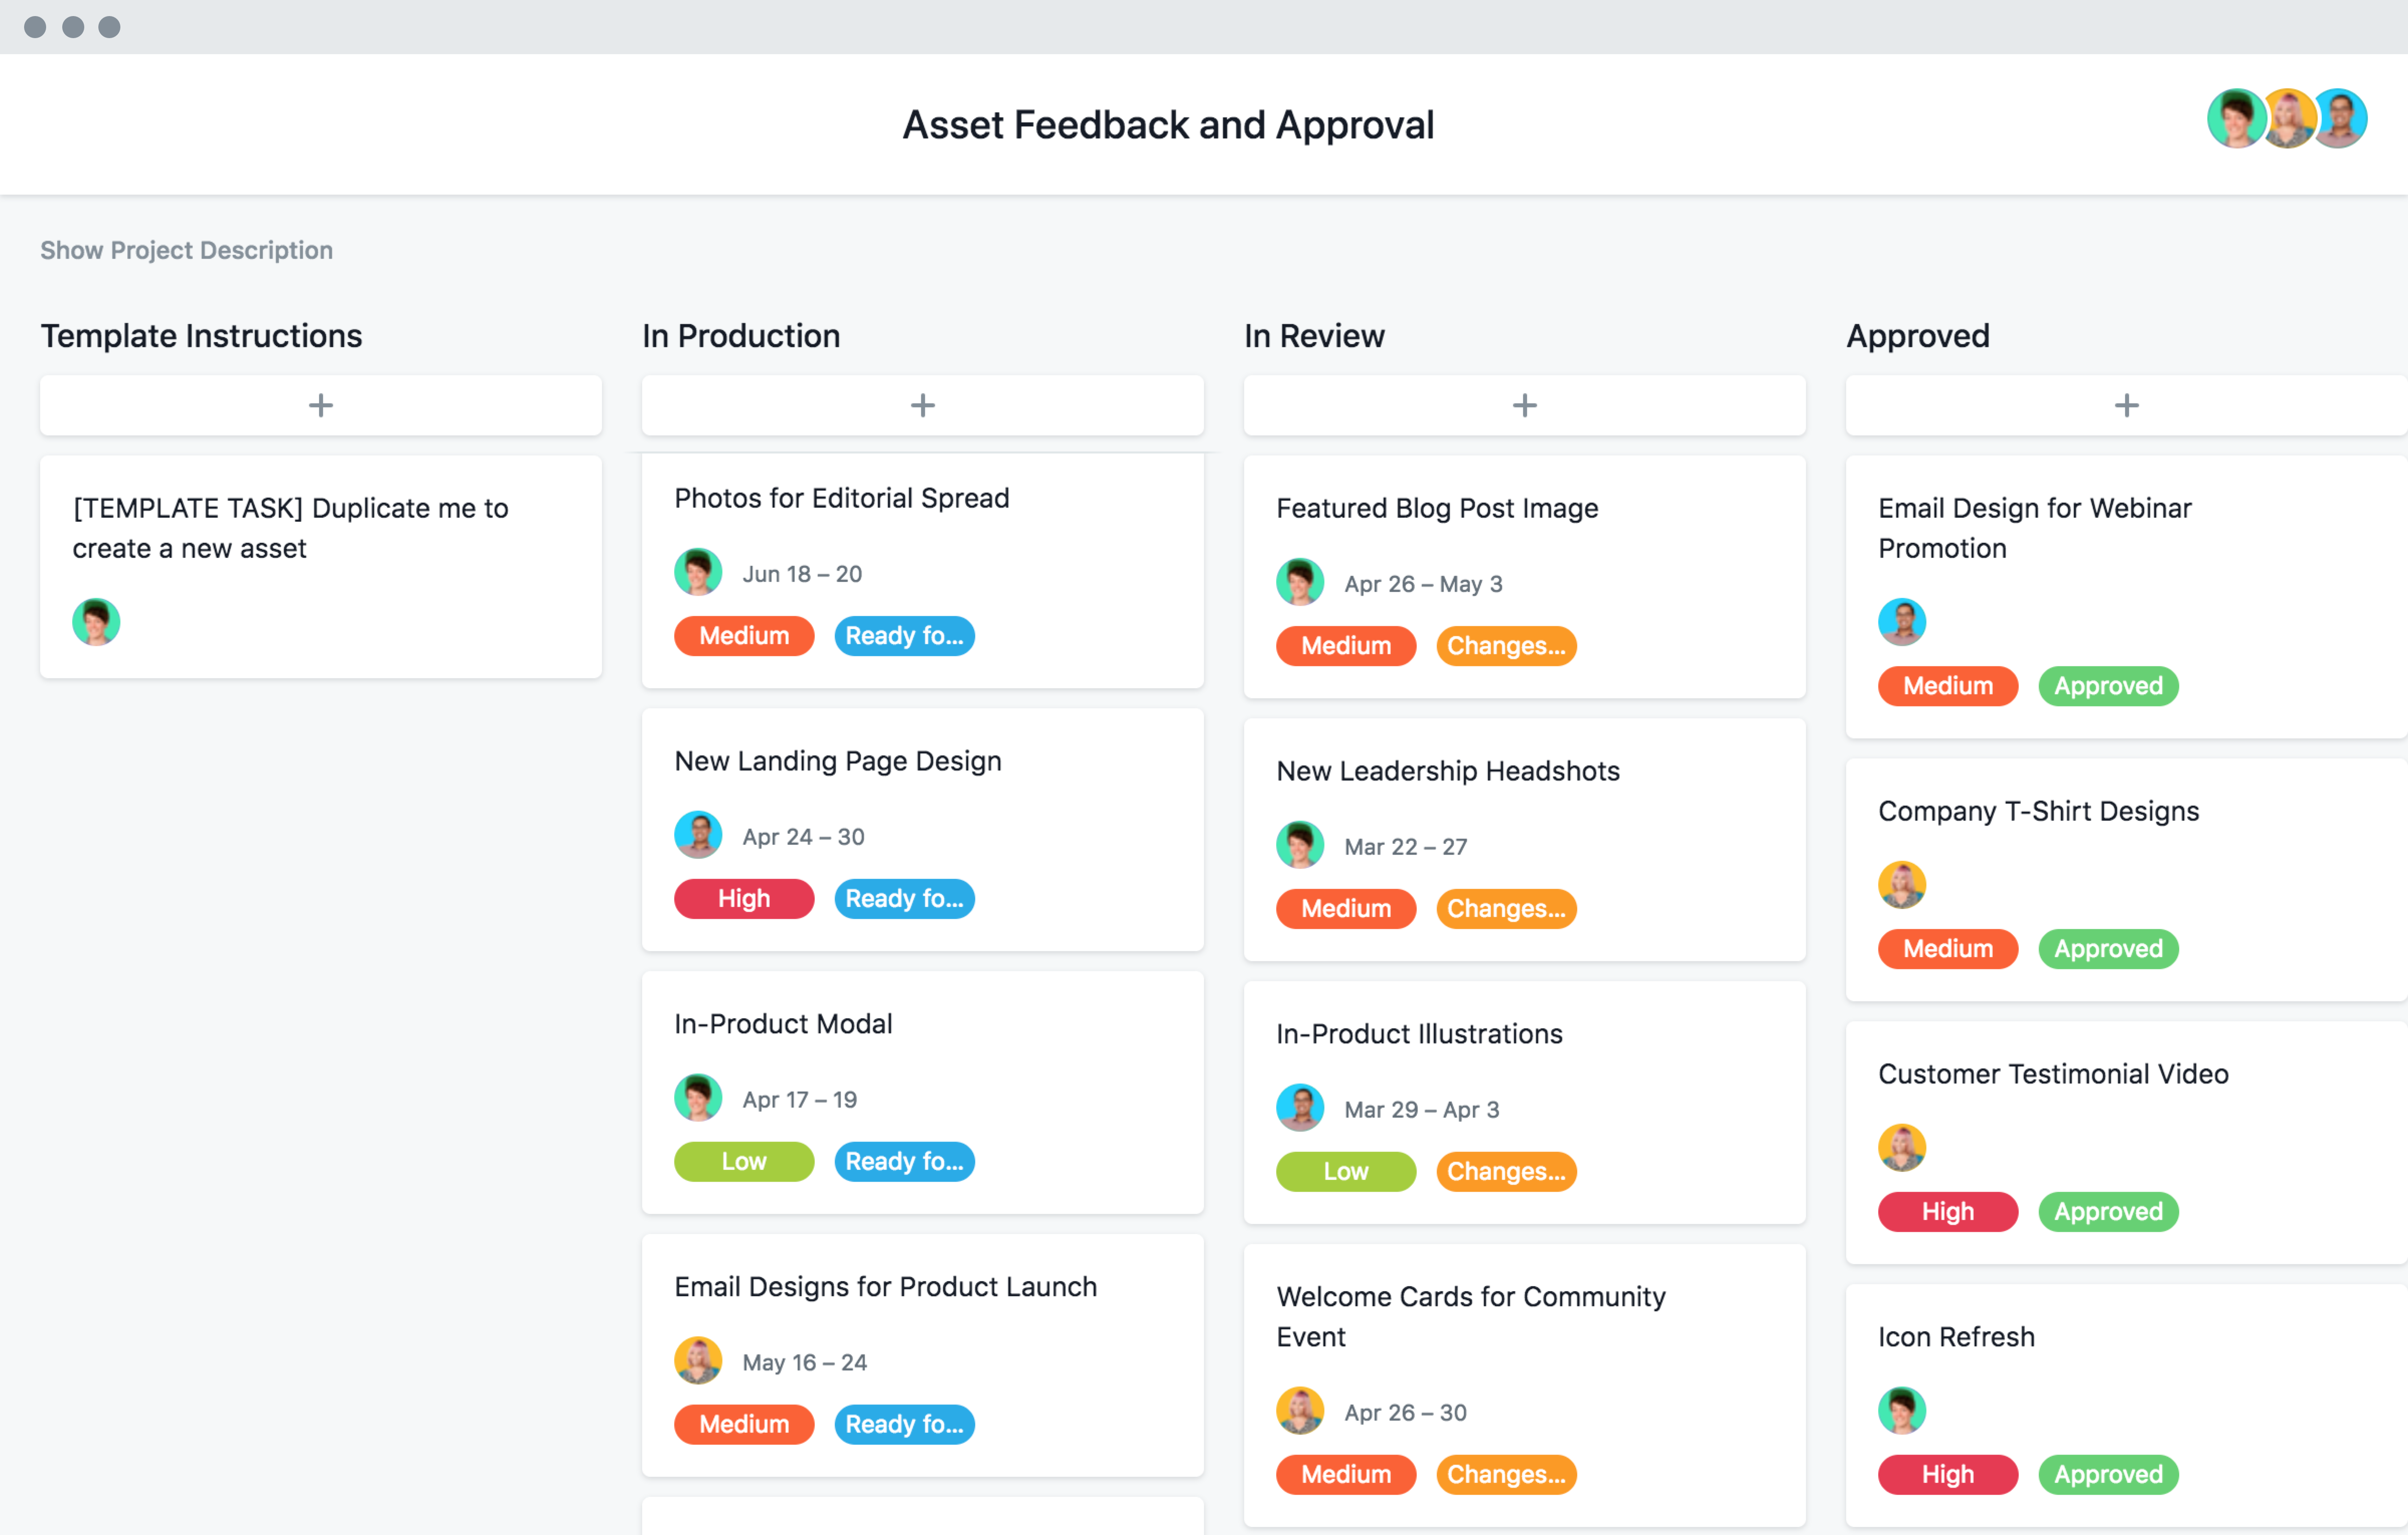 Asset Feedback and Approval
Show Project Description
Template Instructions
+
[TEMPLATE TASK] Duplicate me to
create a new asset
In Production
+
Photos for Editorial Spread
Jun 18 – 20
Medium Ready fo...
New Landing Page Design
Apr 24 – 30
High Ready fo...
In-Product Modal
Apr 17 – 19
Low Ready fo...
Email Designs for Product Launch
May 16 – 24
Medium Ready fo...
In Review
+
Featured Blog Post Image
Apr 26 – May 3
Medium Changes...
New Leadership Headshots
Mar 22 – 27
Medium Changes...
In-Product Illustrations
Mar 29 – Apr 3
Low Changes...
Welcome Cards for Community
Event
Apr 26 – 30
Medium Changes...
Approved
+
Email Design for Webinar
Promotion
Medium Approved
Company T-Shirt Designs
Medium Approved
Customer Testimonial Video
High Approved
Icon Refresh
High Approved